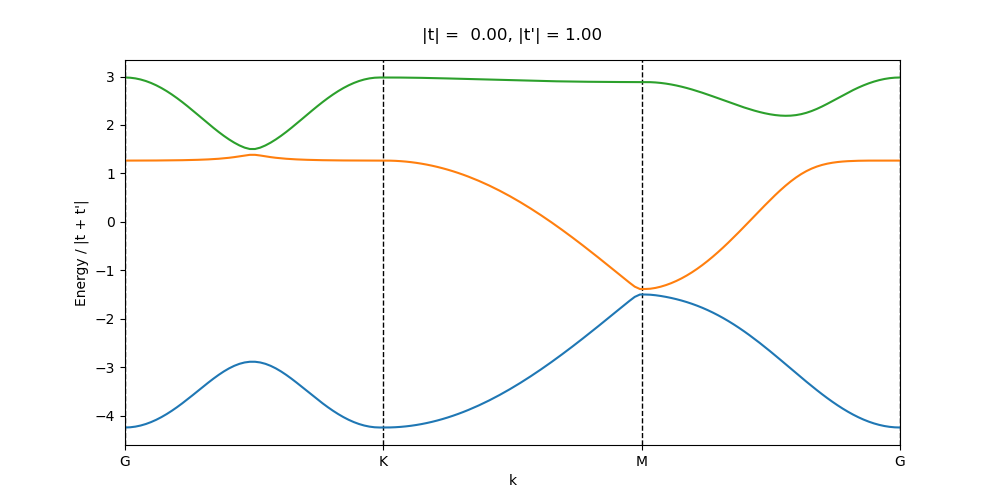 |t| =  0.00, |t'| = 1.00
Energy / |t + t'|
3
2
1
0
−1
−2
−3
−4
G
K
M
G
k